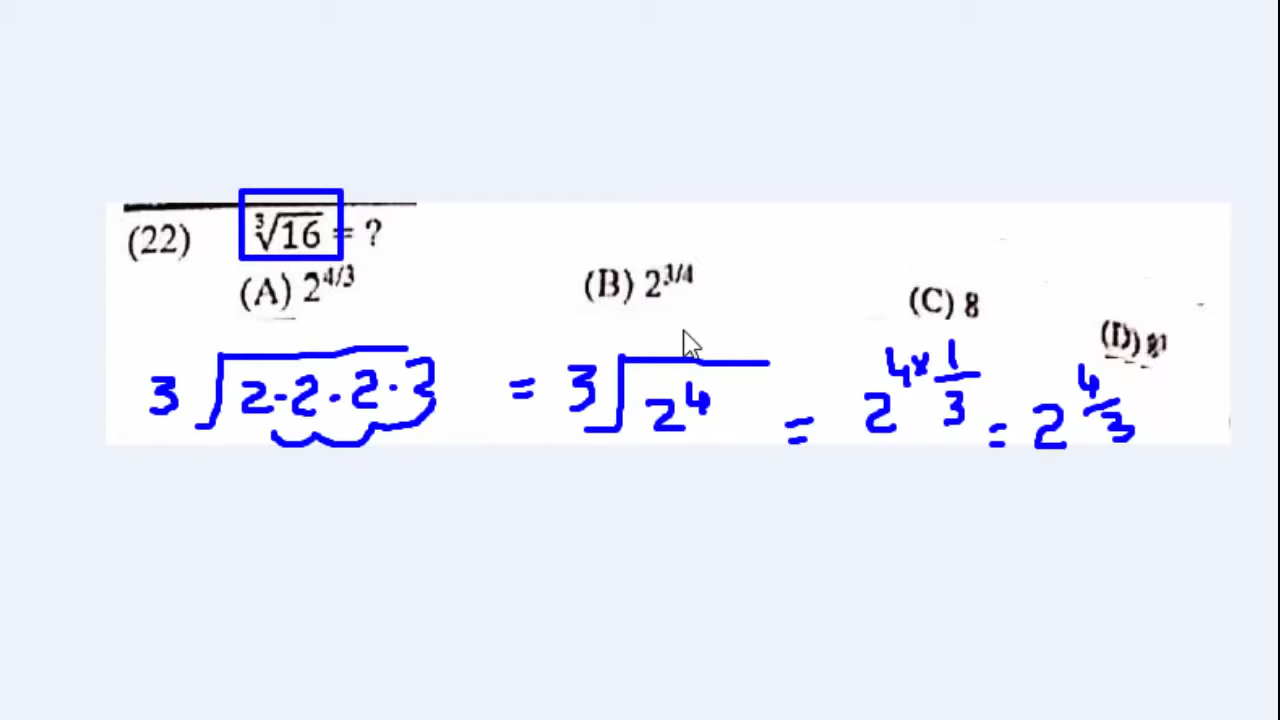 (22) ∛16 = ?
(A) 2^4/3 (B) 2^3/4 (C) 8 (D)
3√2·2·2·3 = 3√2^4 = 2^4×1/3 = 2^4/3